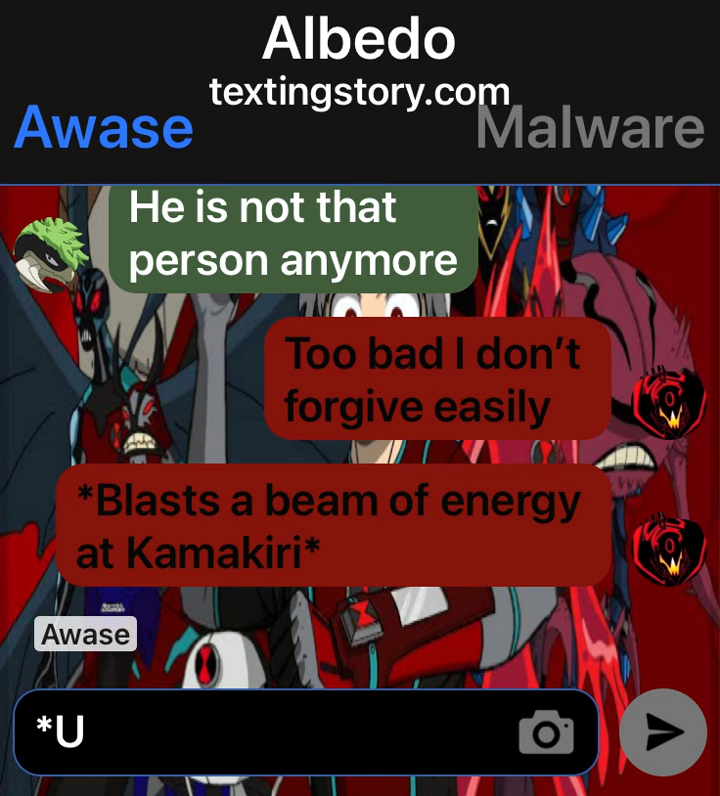 Albedo
textingstory.com
Awase
Malware
He is not that
person anymore
Too bad I don’t
forgive easily
*Blasts a beam of energy
at Kamakiri*
Awase
*U